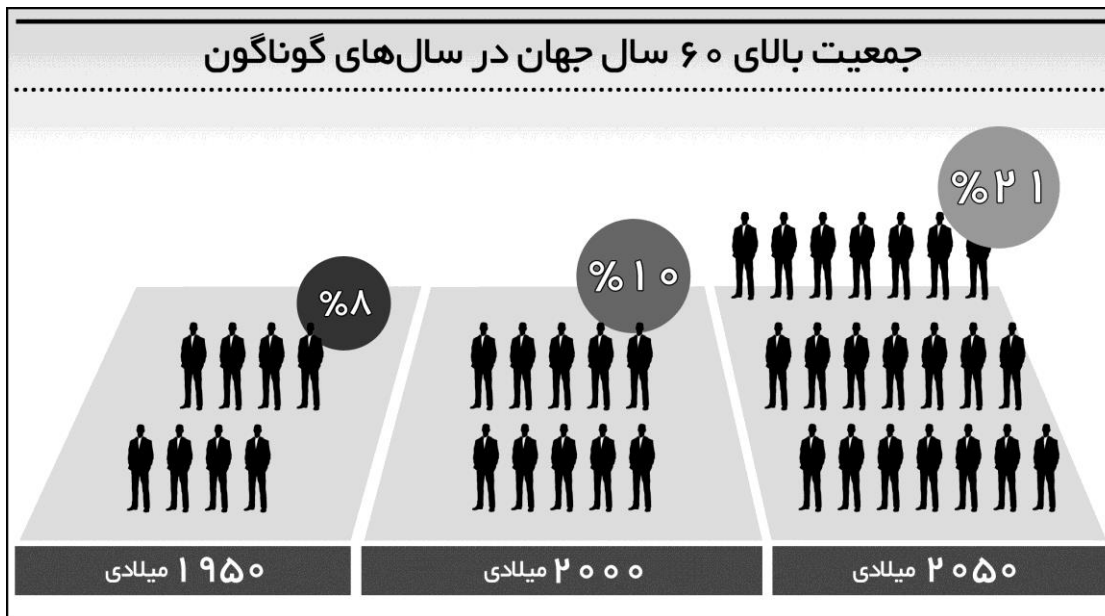 جمعیت بالای ۶۰ سال جهان در سال‌های گوناگون
%۲۱
%۱۰
%۸
۲۰۵۰ میلادی
۲۰۰۰ میلادی
۱۹۵۰ میلادی